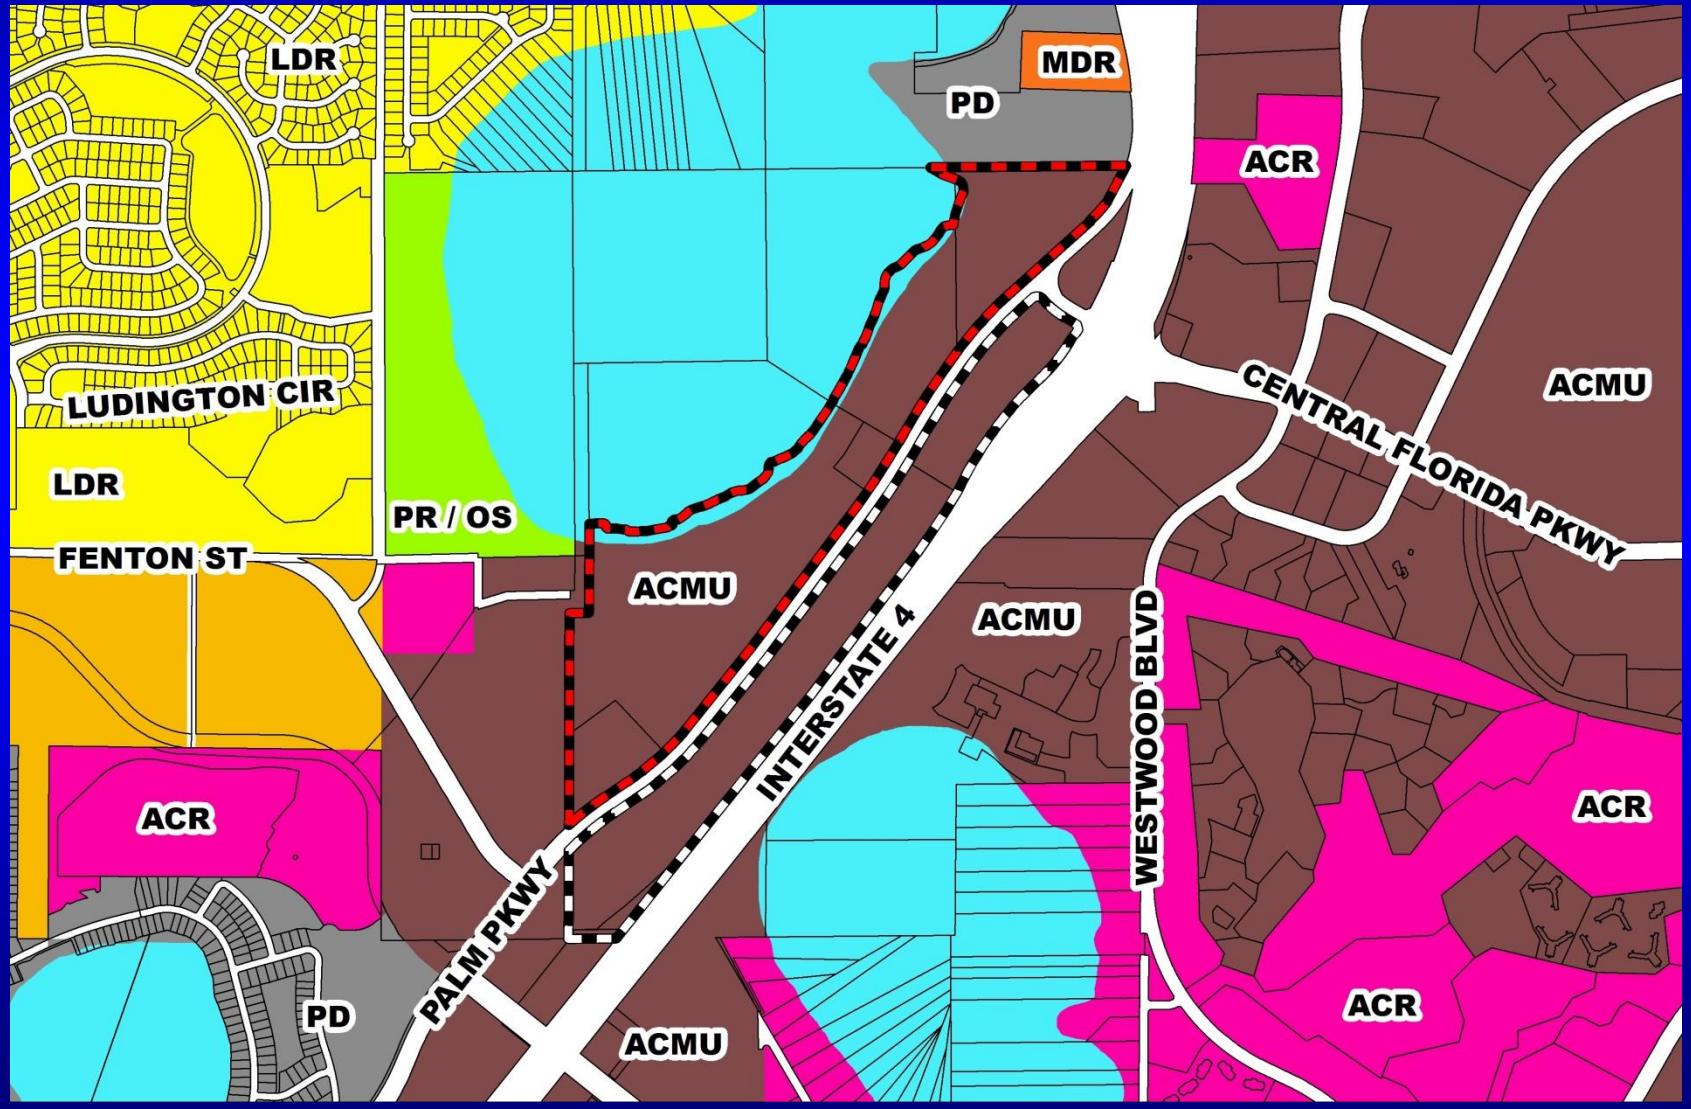 LDR
MDR
PD
ACR
ACMU
LUDINGTON CIR
CENTRAL FLORIDA PKWY
LDR
PR / OS
FENTON ST
ACMU
ACMU
WESTWOOD BLVD
INTERSTATE 4
ACR
ACR
PALM PKWY
PD
ACR
ACMU